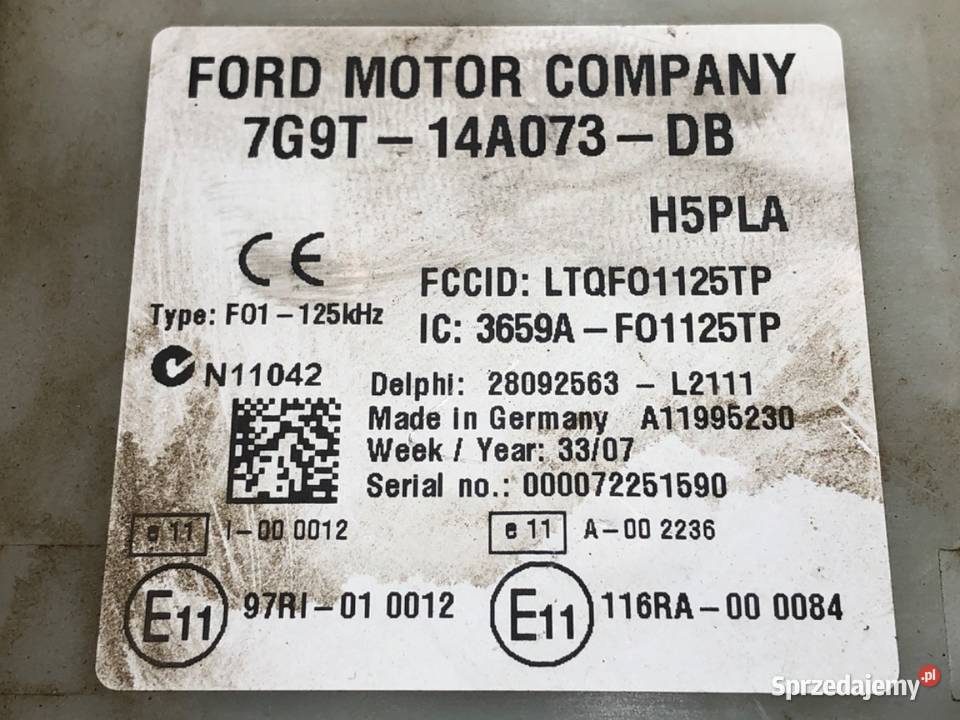 FORD MOTOR COMPANY
7G9T - 14A073 - DB
H5PLA
CE
FCCID: LTQFO1125TP
Type: FO1 - 125kHz
IC: 3659A - FO1125TP
N11042
Delphi: 28092563 - L2111
Made in Germany A11995230
Week / Year: 33/07
Serial no.: 000072251590
e 11 I-00 0012 e 11 A-00 2236
E11 97RI-01 0012 E11 116RA-00 0084
Sprzedajemy.pl